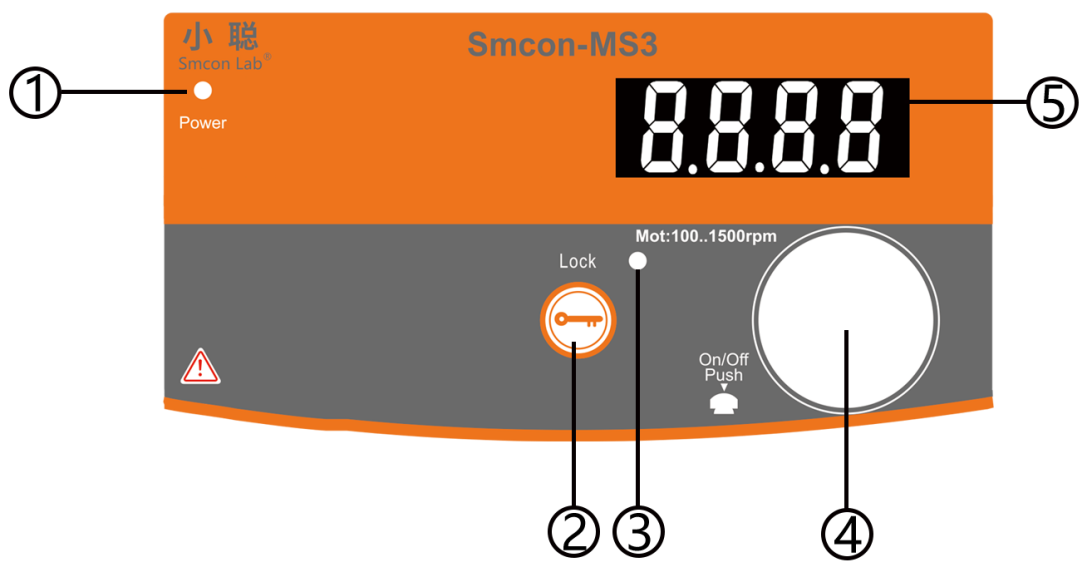 小 聪
Smcon Lab®
Smcon-MS3
①
Power
8.8.8.8
⑤
Mot:100..1500rpm
Lock
On/Off
Push
②
③
④